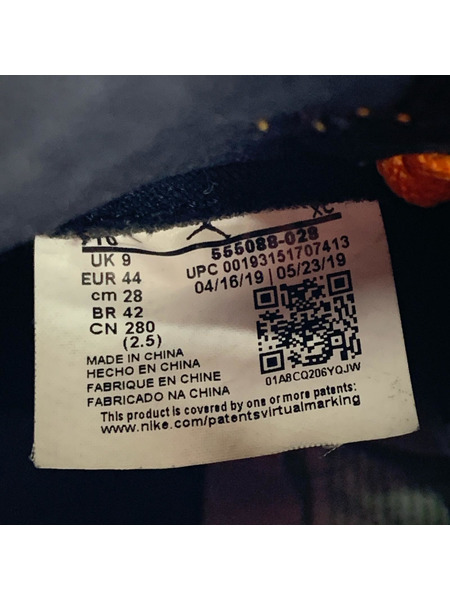 XC
555088-028
UK 9
UPC 00193151707413
EUR 44
04/16/19 | 05/23/19
cm 28
BR 42
CN 280
(2.5)
MADE IN CHINA
HECHO EN CHINA
FABRIQUE EN CHINE
FABRICADO NA CHINA
01A8CQ206YQJW
This product is covered by one or more patents:
www.nike.com/patentsvirtualmarking